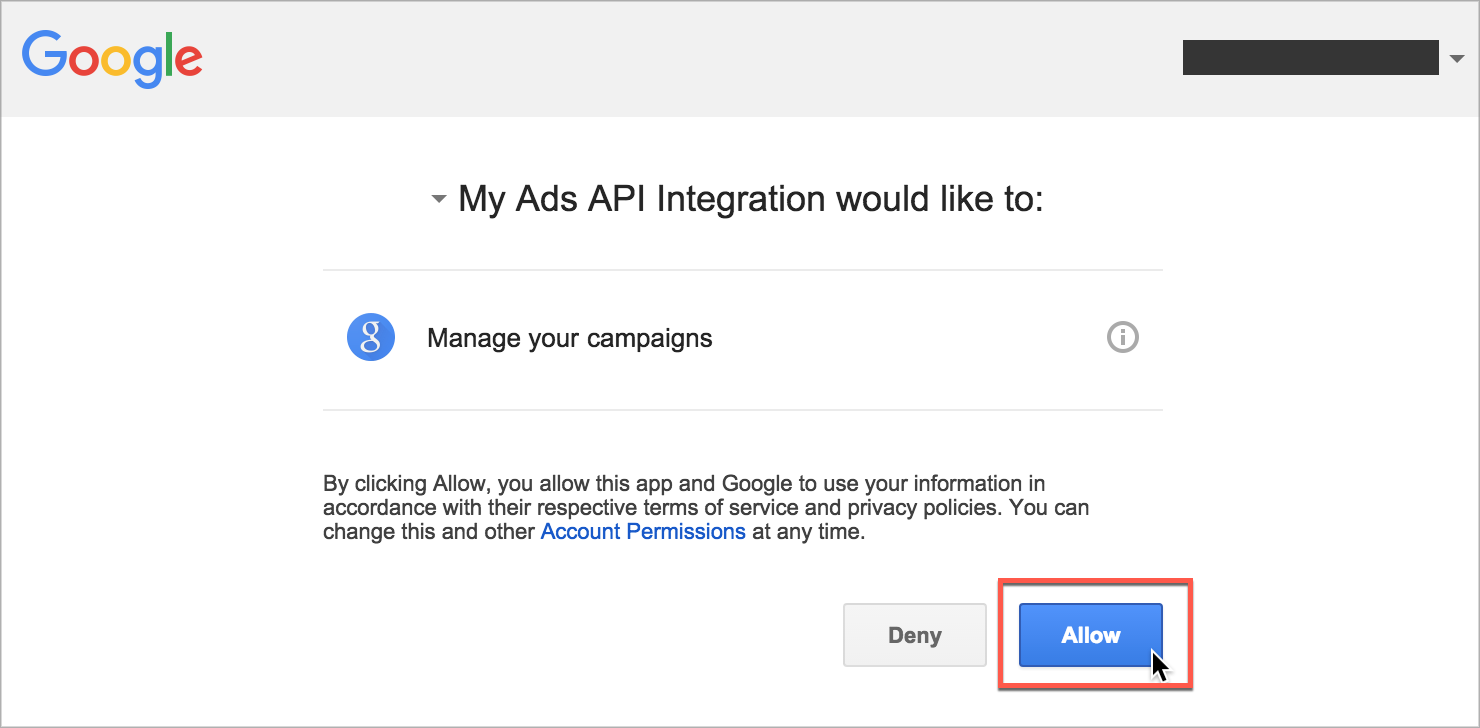 Google
My Ads API Integration would like to:
g
Manage your campaigns
By clicking Allow, you allow this app and Google to use your information in
accordance with their respective terms of service and privacy policies. You can
change this and other Account Permissions at any time.
Deny
Allow